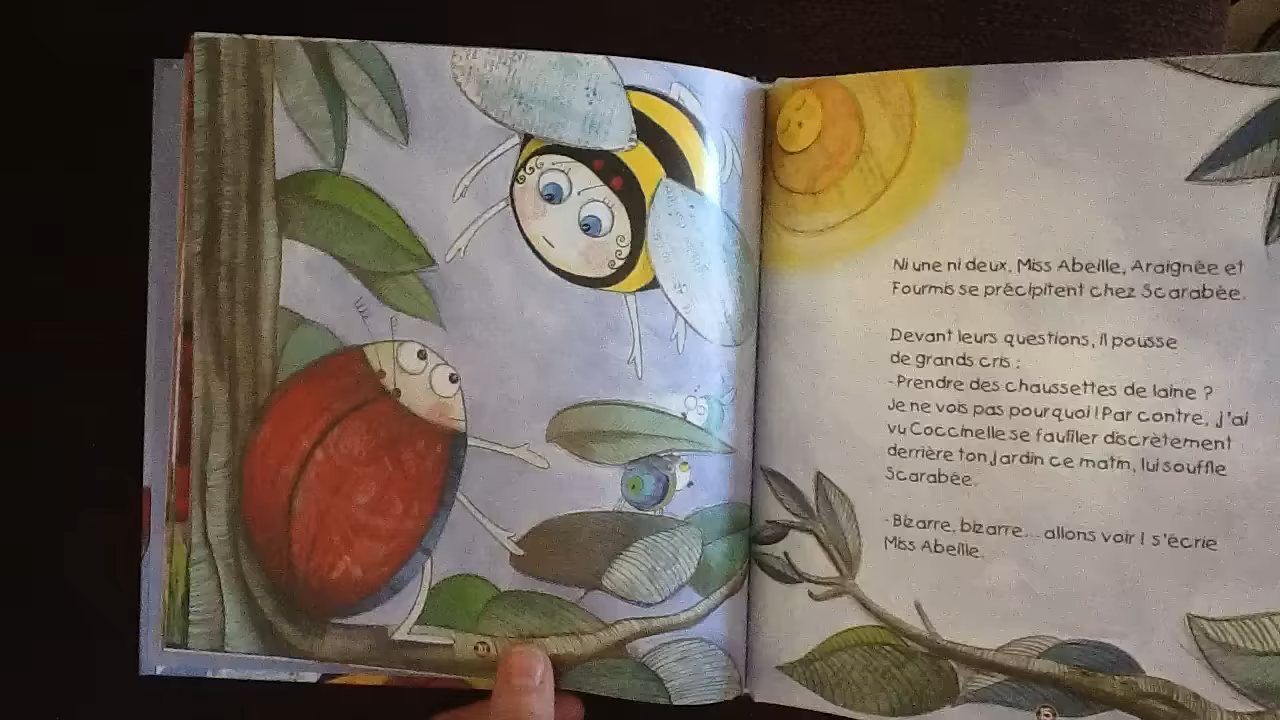 Ni une ni deux, Miss Abeille, Araignée et
Fourmis se précipitent chez Scarabée.
Devant leurs questions, il pousse
de grands cris :
-Prendre des chaussettes de laine ?
Je ne vois pas pourquoi ! Par contre, j'ai
vu Coccinelle se faufiler discrètement
derrière ton jardin ce matin, lui souffle
Scarabée.
-Bizarre, bizarre... allons voir ! s'écrie
Miss Abeille.
15